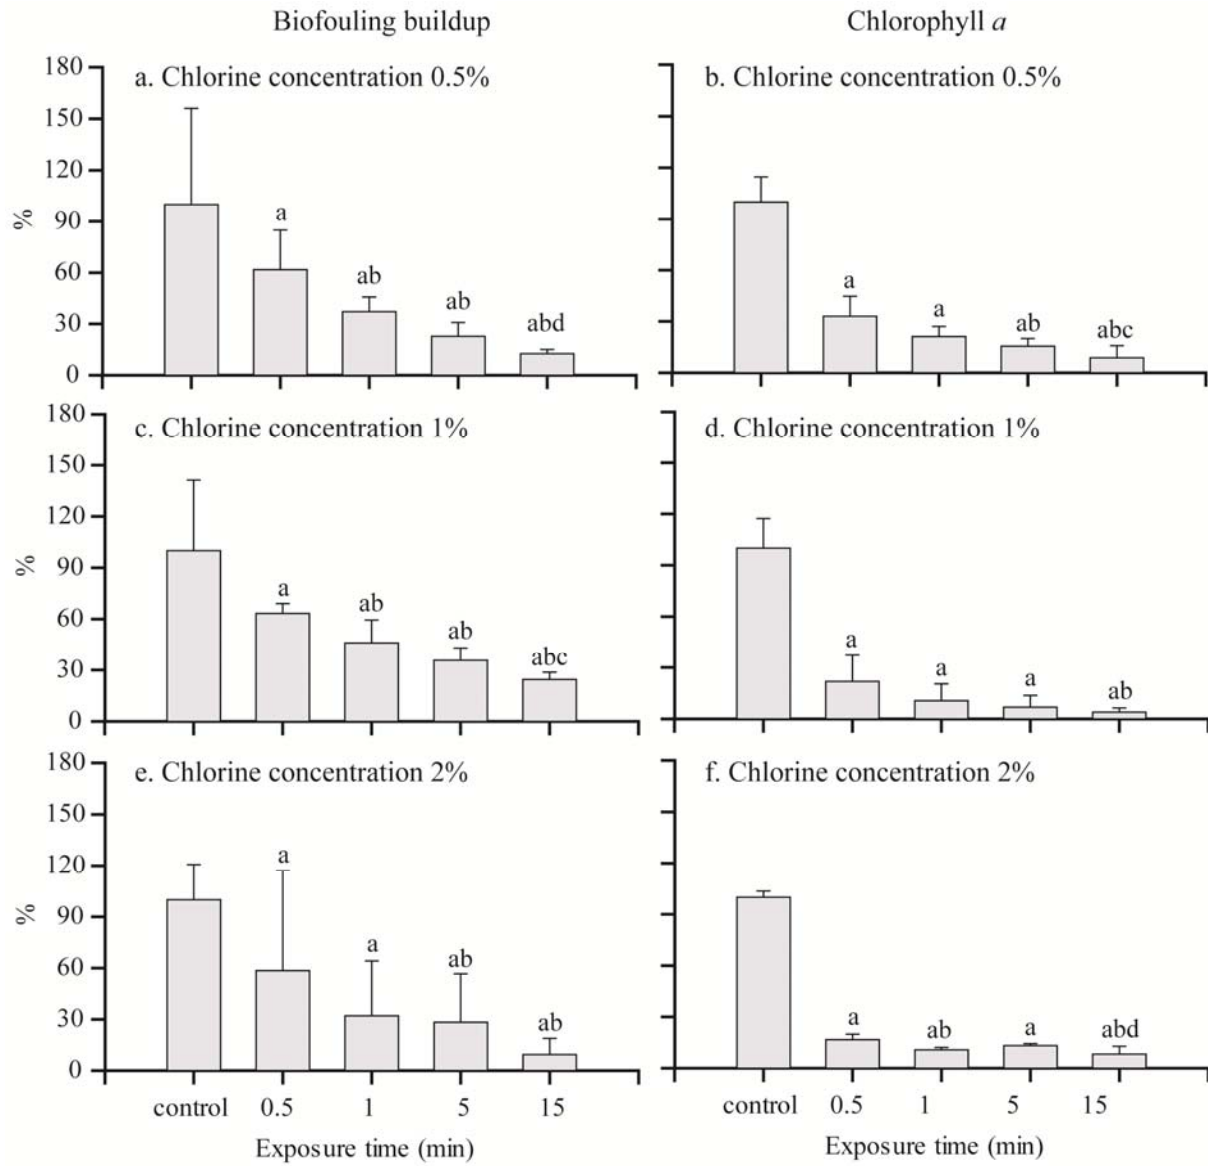 Biofouling buildup
Chlorophyll a
a. Chlorine concentration 0.5%
180
150
120
90
60
30
0
%
a
ab
ab
abd
b. Chlorine concentration 0.5%
a
a
ab
abc
c. Chlorine concentration 1%
180
150
120
90
60
30
0
%
a
ab
ab
abc
d. Chlorine concentration 1%
a
a
a
ab
e. Chlorine concentration 2%
180
150
120
90
60
30
0
%
a
a
ab
ab
control 0.5 1 5 15
Exposure time (min)
f. Chlorine concentration 2%
a
ab
a
abd
control 0.5 1 5 15
Exposure time (min)